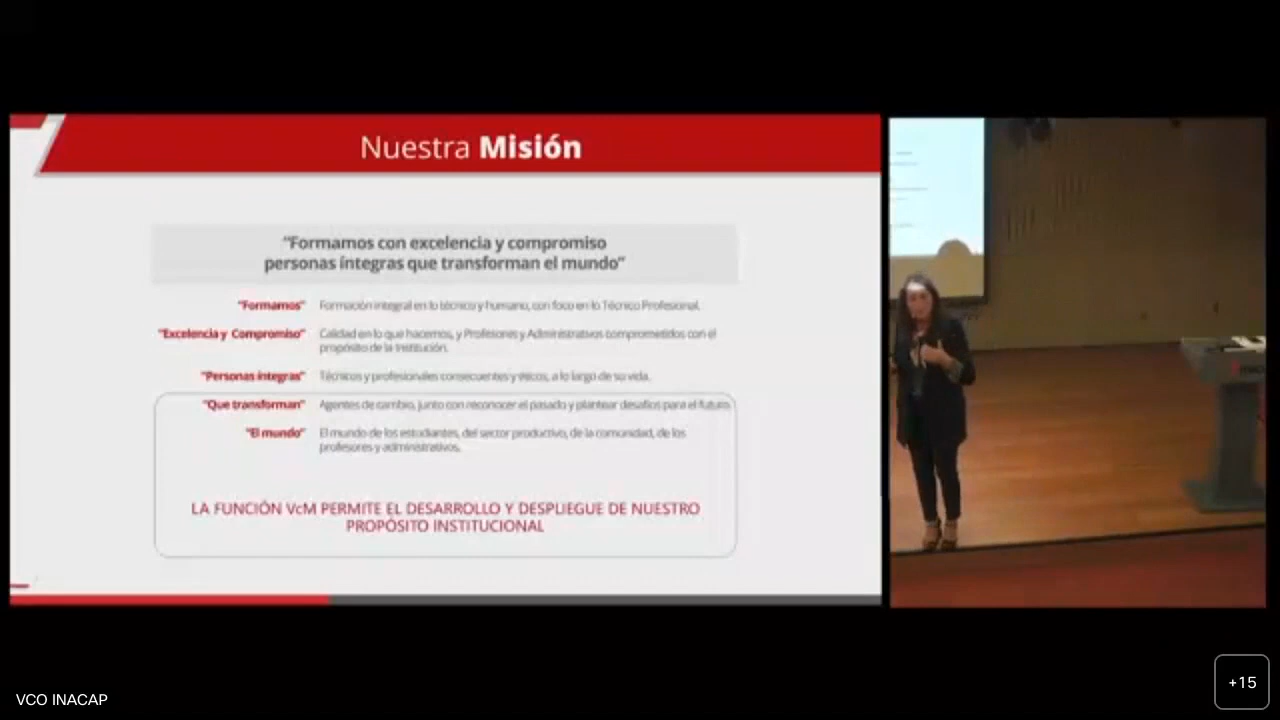 Nuestra Misión
"Formamos con excelencia y compromiso
personas íntegras que transforman el mundo"
"Formamos" Formación integral en lo técnico y humano, con foco en lo Técnico Profesional.
"Excelencia y Compromiso" Calidad en lo que hacemos, y Profesores y Administrativos comprometidos con el
propósito de la Institución.
"Personas íntegras" Técnicos y profesionales consecuentes y éticos, a lo largo de su vida.
"Que transforman" Agentes de cambio, junto con reconocer el pasado y plantear desafíos para el futuro.
"El mundo" El mundo de los estudiantes, del sector productivo, de la comunidad, de los
profesores y administrativos.
LA FUNCIÓN VcM PERMITE EL DESARROLLO Y DESPLIEGUE DE NUESTRO
PROPÓSITO INSTITUCIONAL
VCO INACAP
+15